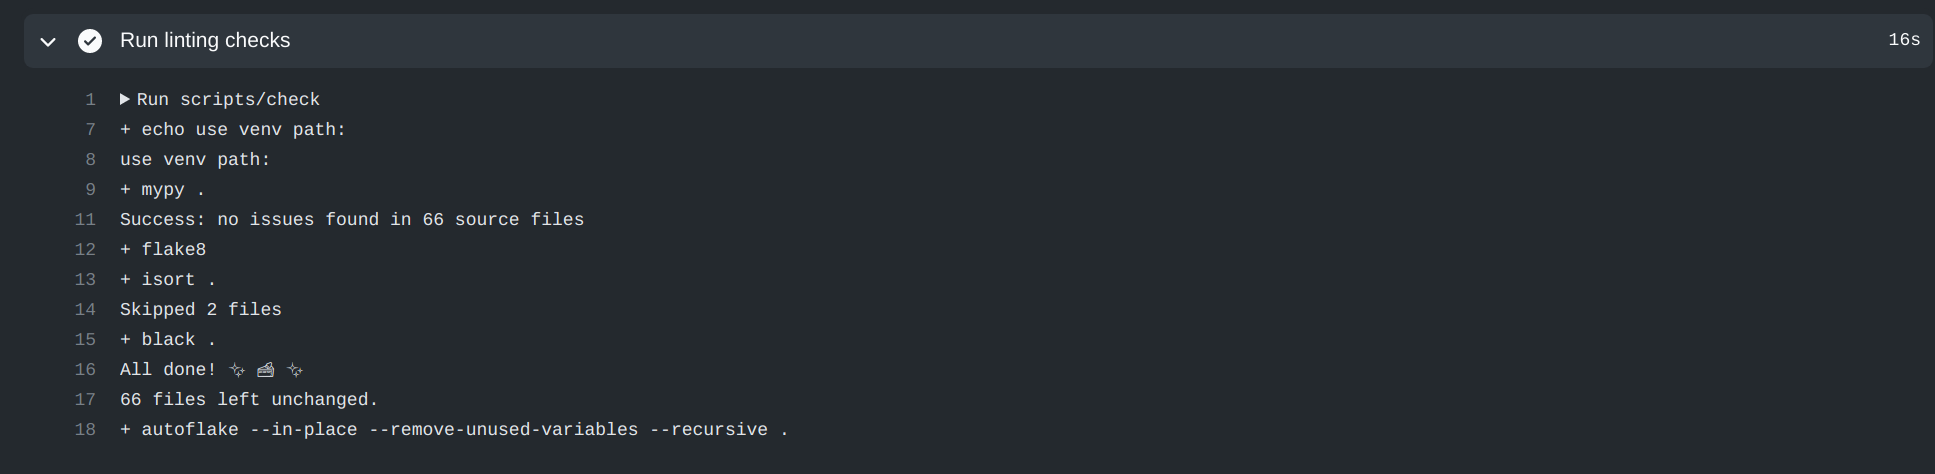 Run linting checks
16s
1 Run scripts/check
7 + echo use venv path:
8 use venv path:
9 + mypy .
11 Success: no issues found in 66 source files
12 + flake8
13 + isort .
14 Skipped 2 files
15 + black .
16 All done! ✨ 🍰 ✨
17 66 files left unchanged.
18 + autoflake --in-place --remove-unused-variables --recursive .